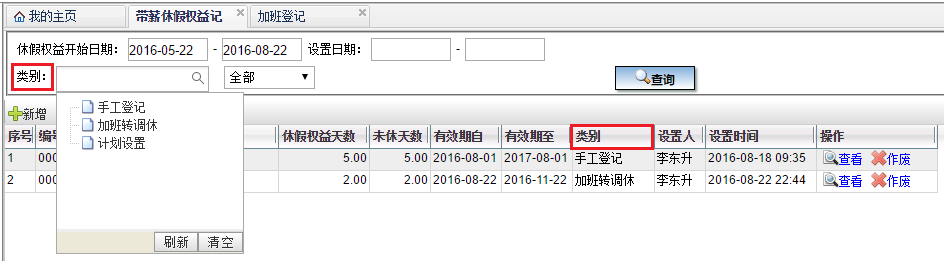 我的主页 带薪休假权益记 加班登记
休假权益开始日期: 2016-05-22 - 2016-08-22 设置日期: -
类别: 全部 查询
手工登记
加班转调休
计划设置
刷新 清空
新增
序号 编号 休假权益天数 未休天数 有效期自 有效期至 类别 设置人 设置时间 操作
1 000 5.00 5.00 2016-08-01 2017-08-01 手工登记 李东升 2016-08-18 09:35 查看 作废
2 000 2.00 2.00 2016-08-22 2016-11-22 加班转调休 李东升 2016-08-22 22:44 查看 作废